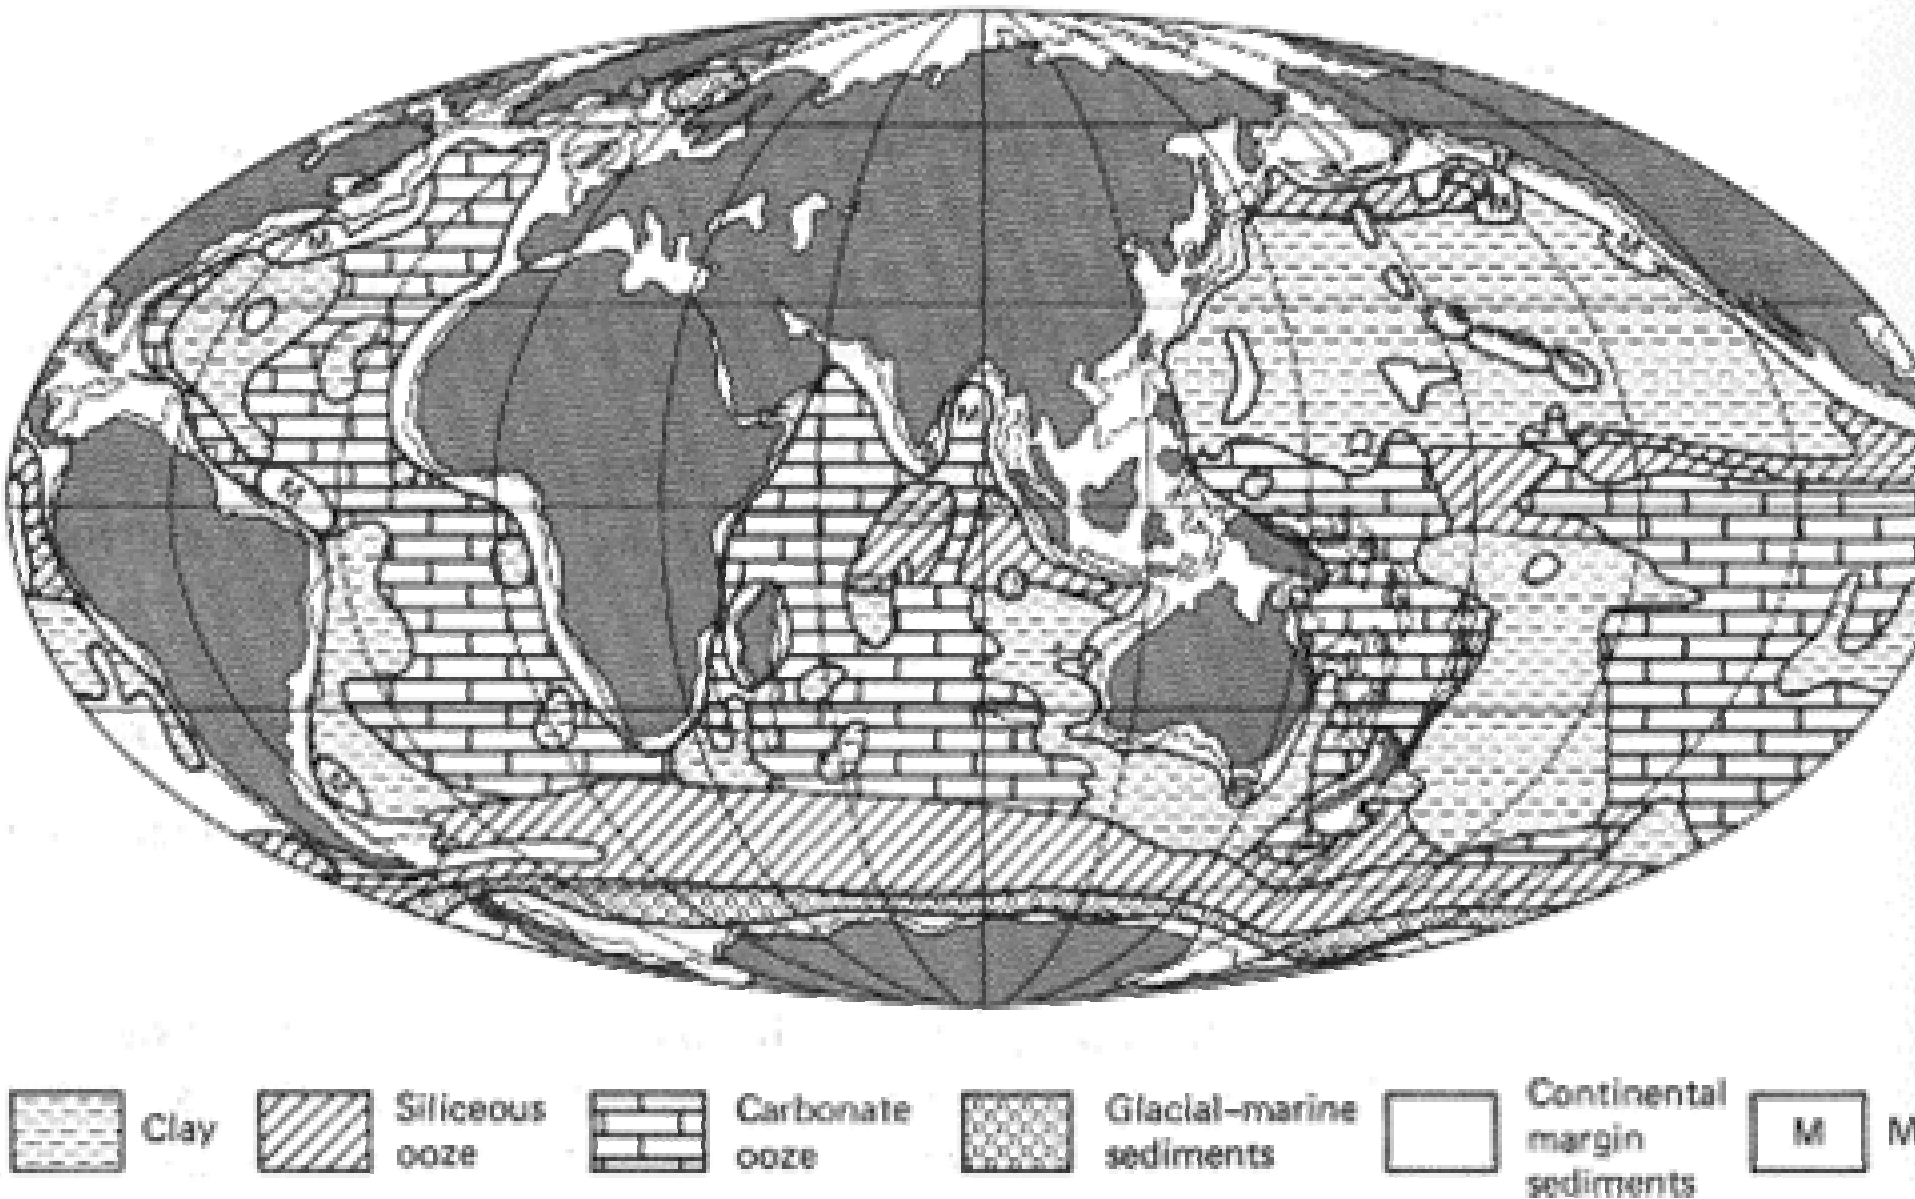 M
M
M
M
M
M
M
Clay
Siliceous
ooze
Carbonate
ooze
Glacial-marine
sediments
Continental
margin
sediments
M
M